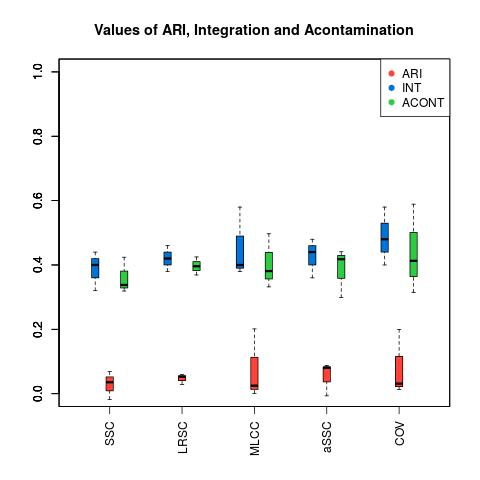 Values of ARI, Integration and Acontamination
ARI
INT
ACONT
1.0
0.8
0.6
0.4
0.2
0.0
SSC
LRSC
MLCC
aSSC
COV